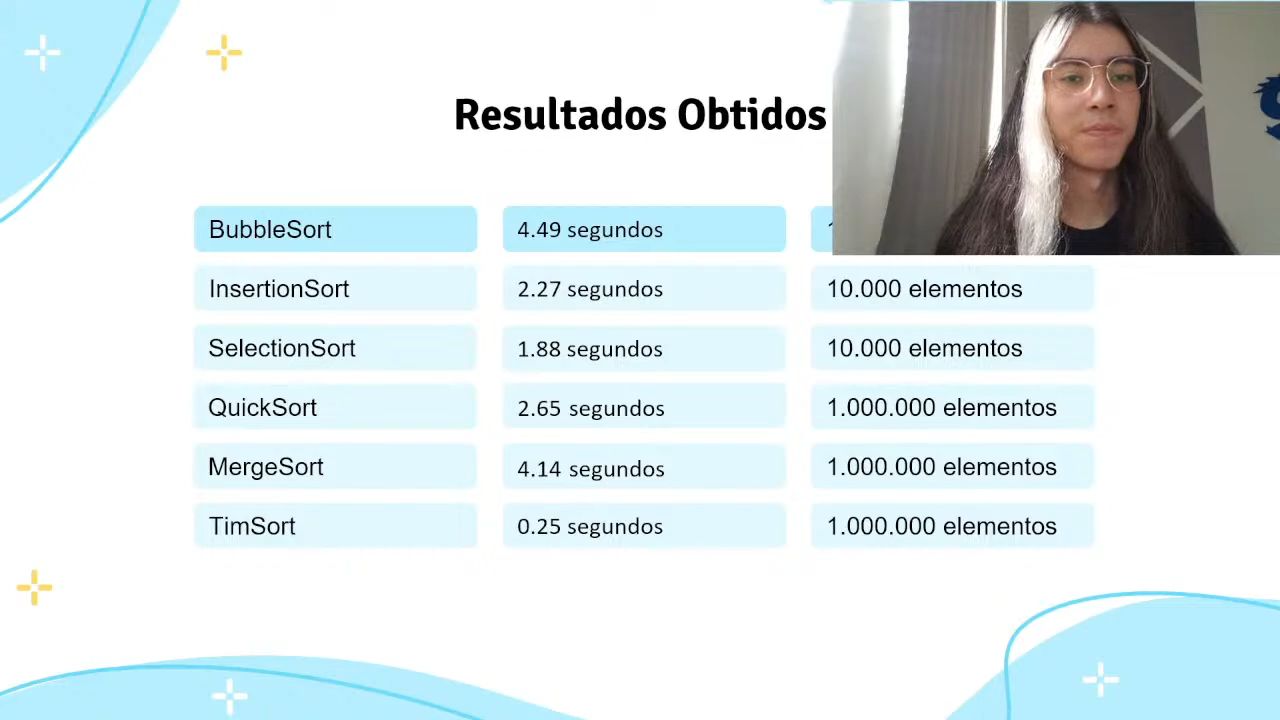 Resultados Obtidos
BubbleSort 4.49 segundos
InsertionSort 2.27 segundos 10.000 elementos
SelectionSort 1.88 segundos 10.000 elementos
QuickSort 2.65 segundos 1.000.000 elementos
MergeSort 4.14 segundos 1.000.000 elementos
TimSort 0.25 segundos 1.000.000 elementos